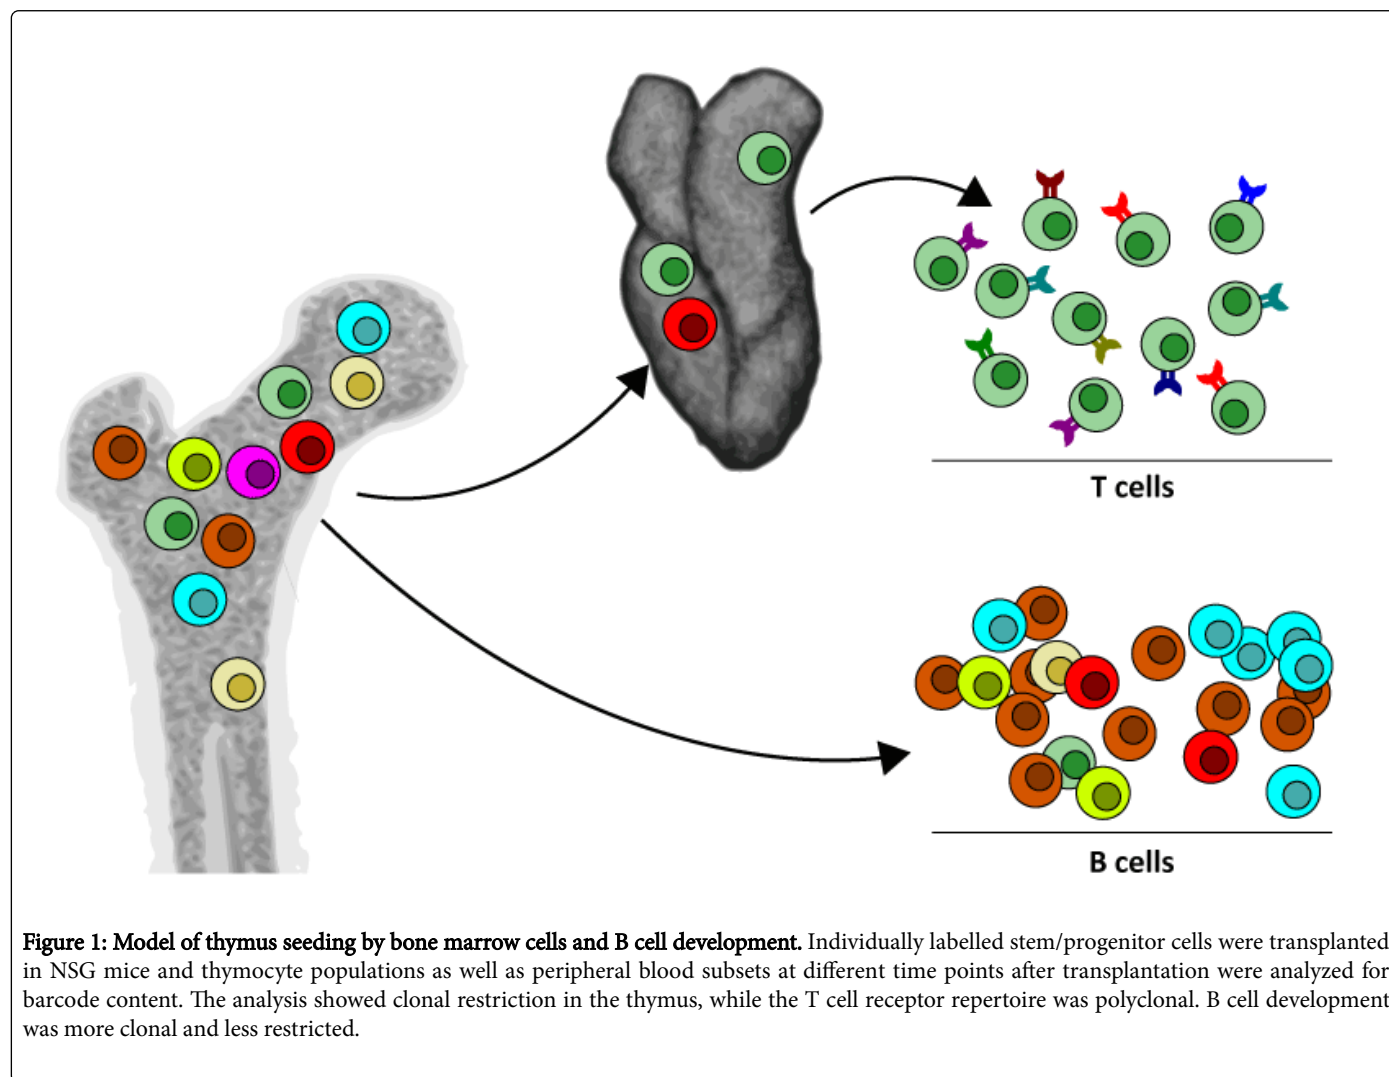 T cells
B cells
Figure 1: Model of thymus seeding by bone marrow cells and B cell development. Individually labelled stem/progenitor cells were transplanted
in NSG mice and thymocyte populations as well as peripheral blood subsets at different time points after transplantation were analyzed for
barcode content. The analysis showed clonal restriction in the thymus, while the T cell receptor repertoire was polyclonal. B cell development
was more clonal and less restricted.